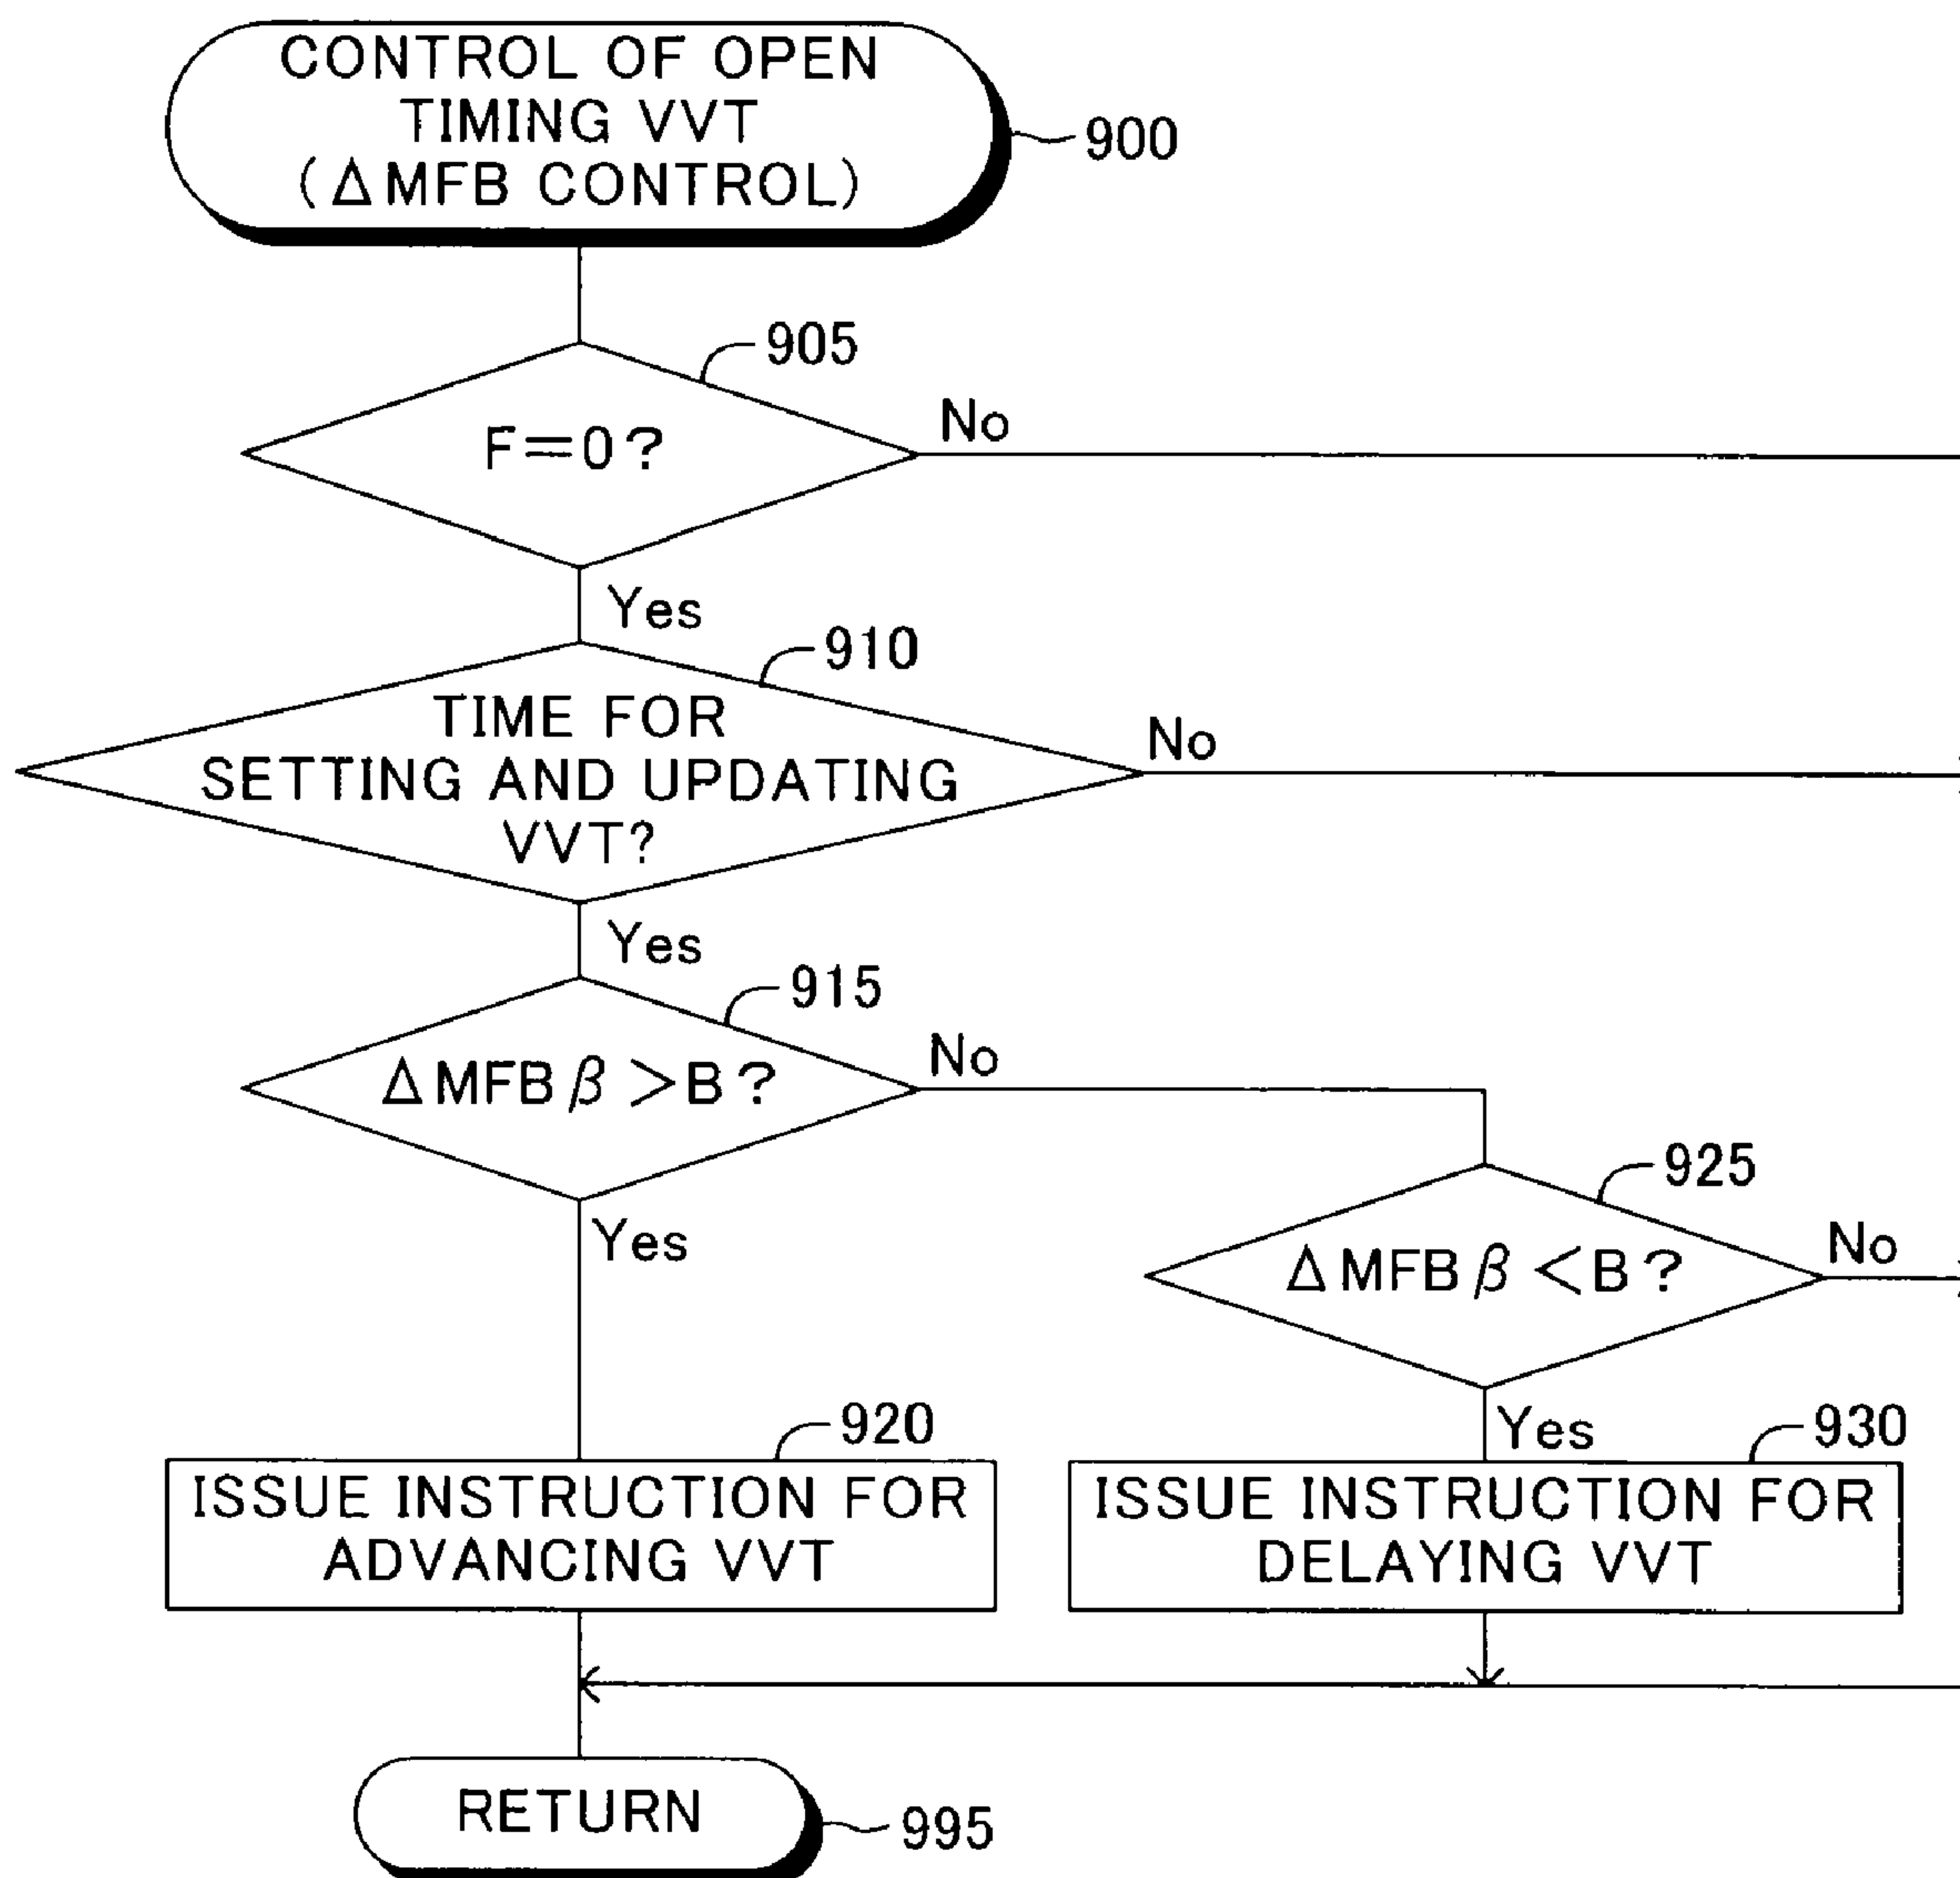 CONTROL OF OPEN
TIMING VVT
(ΔMFB CONTROL)
900
905
F=0?
No
Yes
910
TIME FOR
SETTING AND UPDATING
VVT?
No
Yes
915
ΔMFBβ>B?
No
Yes
925
ΔMFBβ<B?
No
Yes
920
ISSUE INSTRUCTION FOR
ADVANCING VVT
930
ISSUE INSTRUCTION FOR
DELAYING VVT
RETURN
995